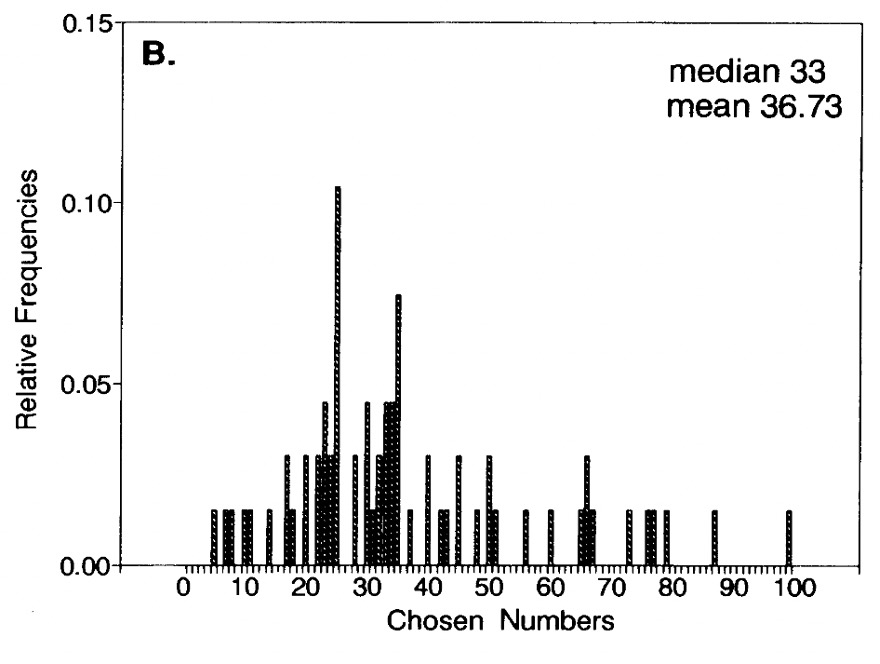 0.15
B.
median 33
mean 36.73
0.10
0.05
0.00
Relative Frequencies
0 10 20 30 40 50 60 70 80 90 100
Chosen Numbers